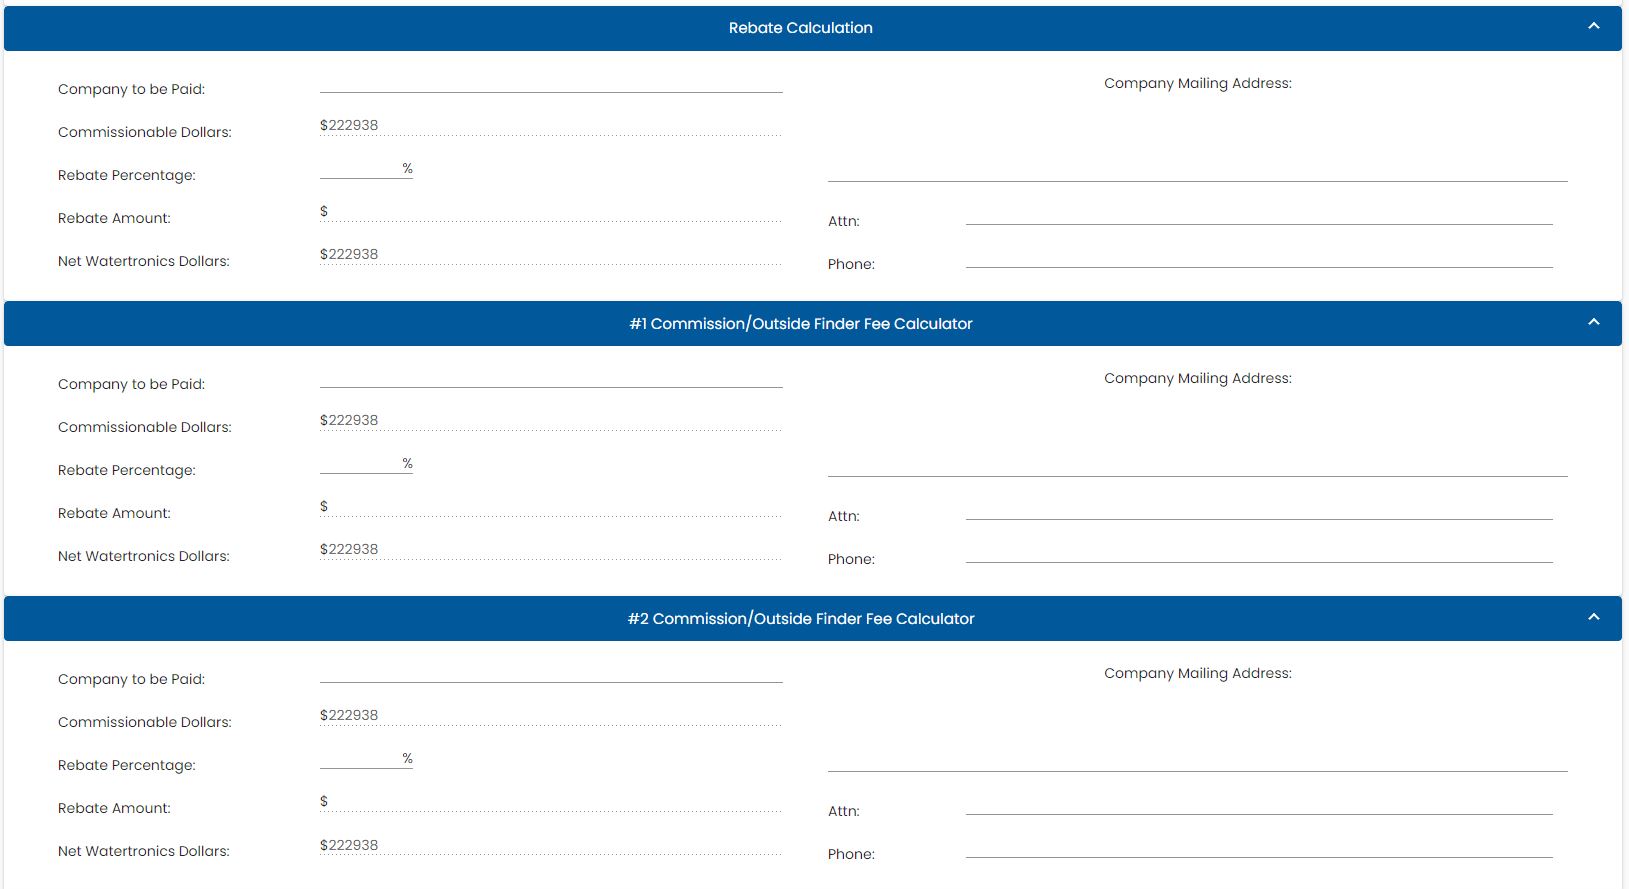 Rebate Calculation
Company to be Paid:
Company Mailing Address:
Commissionable Dollars: $222938
Rebate Percentage: %
Rebate Amount: $
Attn:
Net Watertronics Dollars: $222938
Phone:
#1 Commission/Outside Finder Fee Calculator
Company to be Paid:
Company Mailing Address:
Commissionable Dollars: $222938
Rebate Percentage: %
Rebate Amount: $
Attn:
Net Watertronics Dollars: $222938
Phone:
#2 Commission/Outside Finder Fee Calculator
Company to be Paid:
Company Mailing Address:
Commissionable Dollars: $222938
Rebate Percentage: %
Rebate Amount: $
Attn:
Net Watertronics Dollars: $222938
Phone: